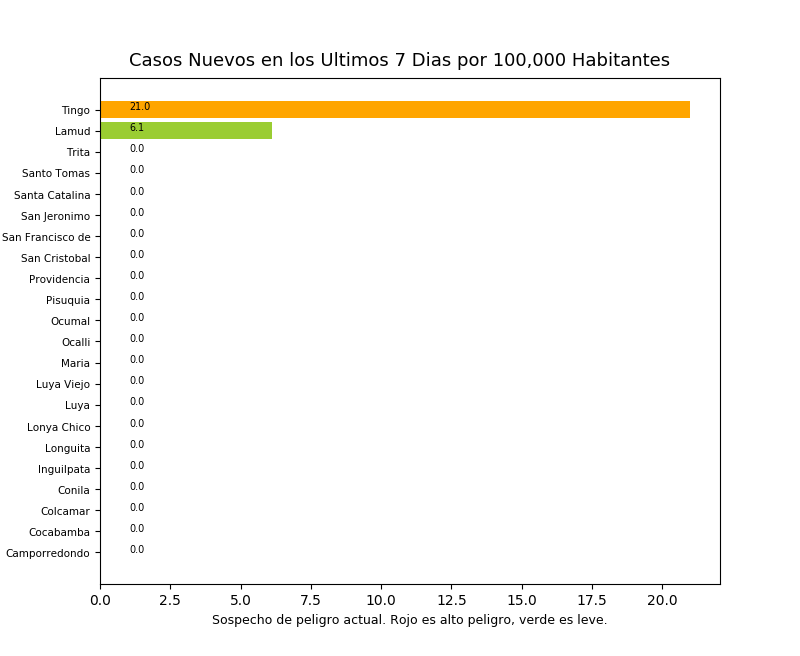 Casos Nuevos en los Ultimos 7 Dias por 100,000 Habitantes
Tingo 21.0
Lamud 6.1
Trita 0.0
Santo Tomas 0.0
Santa Catalina 0.0
San Jeronimo 0.0
San Francisco de 0.0
San Cristobal 0.0
Providencia 0.0
Pisuquia 0.0
Ocumal 0.0
Ocalli 0.0
Maria 0.0
Luya Viejo 0.0
Luya 0.0
Lonya Chico 0.0
Longuita 0.0
Inguilpata 0.0
Conila 0.0
Colcamar 0.0
Cocabamba 0.0
Camporredondo 0.0
0.0 2.5 5.0 7.5 10.0 12.5 15.0 17.5 20.0
Sospecho de peligro actual. Rojo es alto peligro, verde es leve.